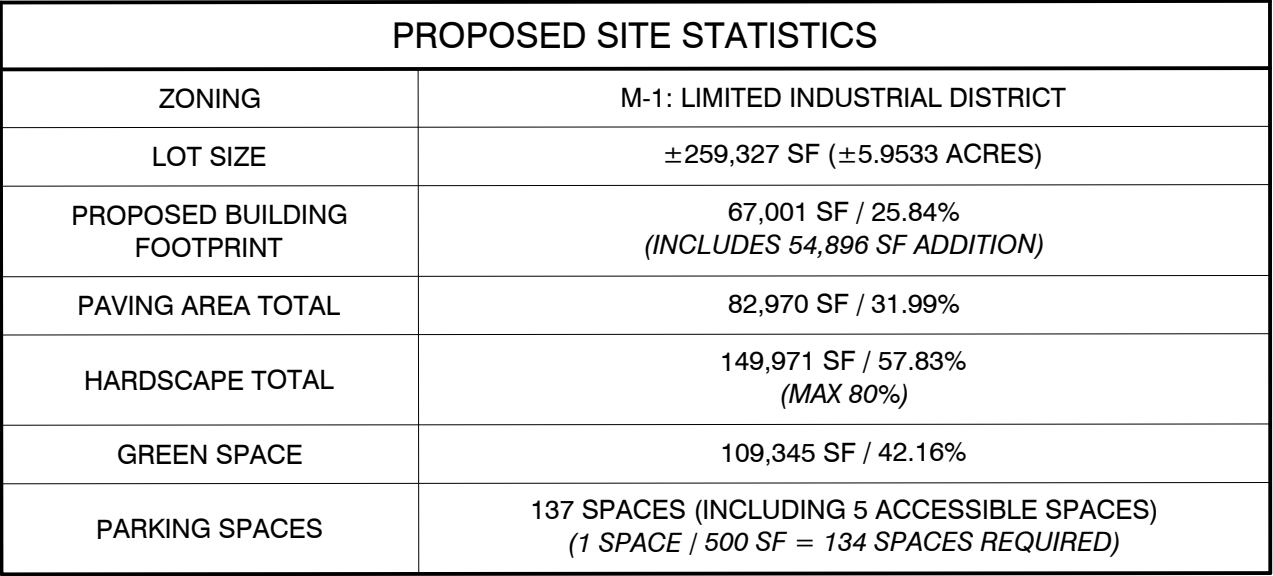 PROPOSED SITE STATISTICS
ZONING
M-1: LIMITED INDUSTRIAL DISTRICT
LOT SIZE
±259,327 SF (±5.9533 ACRES)
PROPOSED BUILDING
FOOTPRINT
67,001 SF / 25.84%
(INCLUDES 54,896 SF ADDITION)
PAVING AREA TOTAL
82,970 SF / 31.99%
HARDSCAPE TOTAL
149,971 SF / 57.83%
(MAX 80%)
GREEN SPACE
109,345 SF / 42.16%
PARKING SPACES
137 SPACES (INCLUDING 5 ACCESSIBLE SPACES)
(1 SPACE / 500 SF = 134 SPACES REQUIRED)